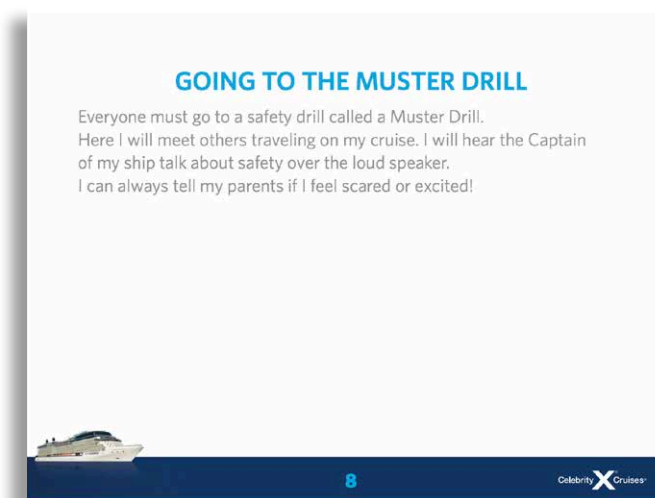 GOING TO THE MUSTER DRILL
Everyone must go to a safety drill called a Muster Drill.
Here I will meet others traveling on my cruise. I will hear the Captain
of my ship talk about safety over the loud speaker.
I can always tell my parents if I feel scared or excited!
8
Celebrity X Cruises®